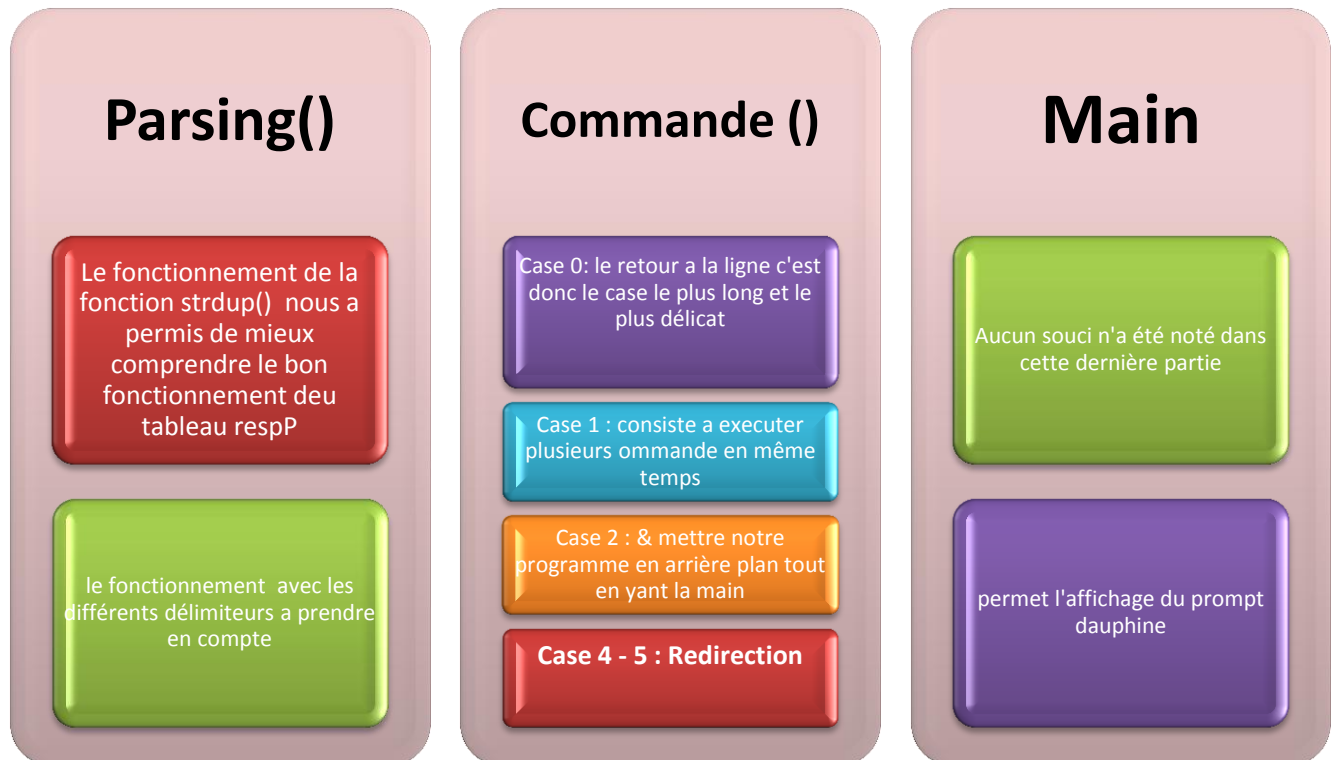 Parsing()
Le fonctionnement de la
fonction strdup() nous a
permis de mieux
comprendre le bon
fonctionnement deu
tableau respP
le fonctionnement avec les
différents délimiteurs a prendre
en compte
Commande ()
Case 0: le retour a la ligne c'est
donc le case le plus long et le
plus délicat
Case 1 : consiste a executer
plusieurs ommande en même
temps
Case 2 : & mettre notre
programme en arrière plan tout
en yant la main
Case 4 - 5 : Redirection
Main
Aucun souci n'a été noté dans
cette dernière partie
permet l'affichage du prompt
dauphine